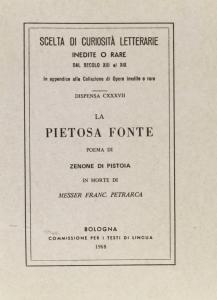 SCELTA DI CURIOSITÀ LETTERARIE
INEDITE O RARE
DAL SECOLO XIII AL XIX
In appendice alla Collezione di Opere inedite o rare
DISPENSA CXXXVII
LA
PIETOSA FONTE
POEMA DI
ZENONE DI PISTOIA
IN MORTE DI
MESSER FRANC. PETRARCA
BOLOGNA
COMMISSIONE PER I TESTI DI LINGUA
1968